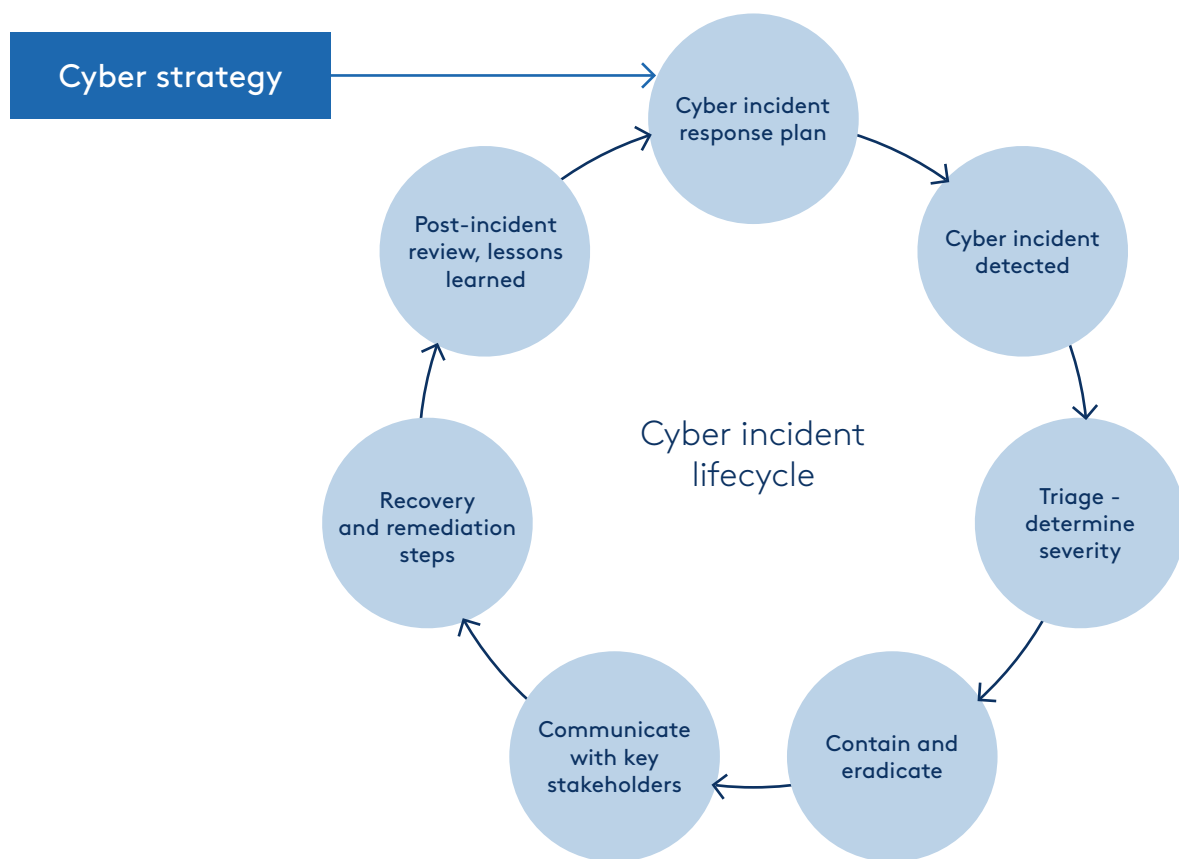 Cyber strategy
Cyber incident
response plan
Cyber incident
detected
Triage -
determine
severity
Contain and
eradicate
Communicate
with key
stakeholders
Recovery
and remediation
steps
Post-incident
review, lessons
learned
Cyber incident
lifecycle